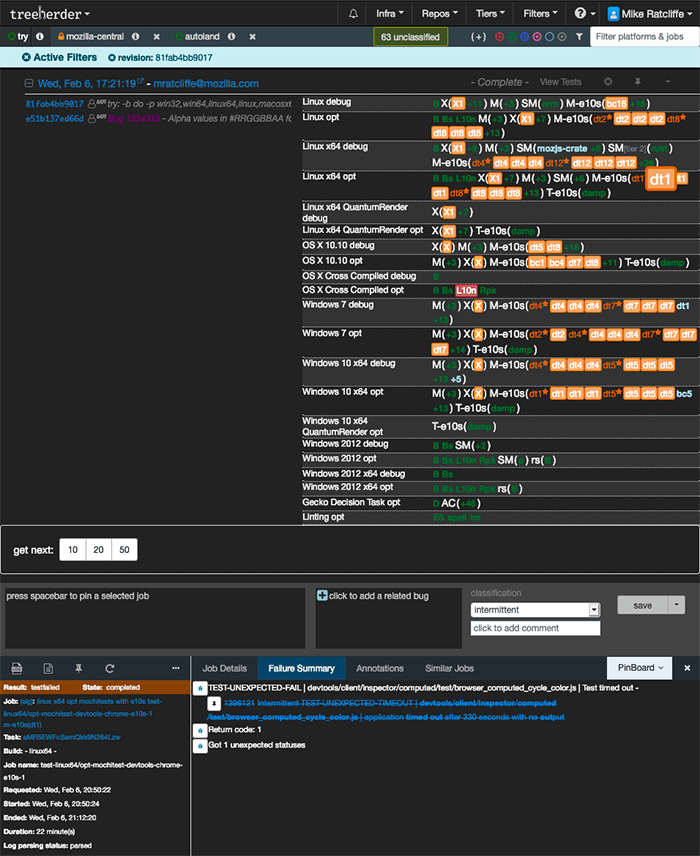 treeherder
Infra Repos Tiers Filters Mike Ratcliffe
try mozilla-central autoland 63 unclassified (+) Filter platforms & jobs
Active Filters revision: 81fab4bb9017
Wed, Feb 6, 17:21:19 - mratcliffe@mozilla.com - Complete - View Tests
81fab4bb9017 MR try: -b do -p win32,win64,linux64,linux,macosx6
e51b137ed66d MR - Alpha values in #RRGGBBAA fo
Linux debug B X(X1 +11) M(+3) SM(arm) M-e10s(bc16 +15)
Linux opt B Bs L10n M(+3) X(X1 +7) M-e10s(dt2* dt2 dt2 dt2 dt8*
dt8 dt8 dt8 +13)
Linux x64 debug B X(X1 +8) M(+3) SM(mozjs-crate +8) SM[tier 2](rust)
M-e10s(dt4* dt4 dt4 dt4 dt12* dt12 dt12 dt12
Linux x64 opt B Bs L10n X(X1 +7) M(+3) SM(+6) M-e10s(dt1 dt1 t1
dt1 dt8* dt8 dt8 dt8 +13) T-e10s(damp)
Linux x64 QuantumRender
debug X(X1 +7)
Linux x64 QuantumRender opt X(X1 +7) T-e10s(damp)
OS X 10.10 debug X(X) M(+3) M-e10s(dt5 dt8 +18)
OS X 10.10 opt M(+3) X(X) M-e10s(bc1 bc4 dt7 dt8 +11) T-e10s(damp)
OS X Cross Compiled debug B
OS X Cross Compiled opt B Bs L10n Rpk
Windows 7 debug M(+3) X(X) M-e10s(dt4* dt4 dt4 dt4 dt7* dt7 dt7 dt7 dt1
+13)
Windows 7 opt M(+3) X(X) M-e10s(dt2* dt2 dt4* dt4 dt4 dt4 dt7* dt7 dt7
dt7 +14) T-e10s(damp)
Windows 10 x64 debug M(+3) X(X) M-e10s(dt4* dt4 dt4 dt4 dt5* dt5 dt5 dt5
+13 +5)
Windows 10 x64 opt M(+3) X(X) M-e10s(dt1* dt1 dt1 dt1 dt5* dt5 dt5 dt5 bc5
+13) T-e10s(damp)
Windows 10 x64
QuantumRender opt T-e10s(damp)
Windows 2012 debug B Bs SM(+2)
Windows 2012 opt B Bs L10n Rpk SM(p) rs(B)
Windows 2012 x64 debug B Bs
Windows 2012 x64 opt B Bs L10n Rpk rs(B)
Gecko Decision Task opt D AC(+45)
Linting opt ES spell tm
get next: 10 20 50
press spacebar to pin a selected job
click to add a related bug
classification
intermittent
click to add comment
save
Job Details Failure Summary Annotations Similar Jobs PinBoard
Result: testfailed State: completed
Job: (sig): linux x64 opt mochitests with e10s test-
linux64/opt-mochitest-devtools-chrome-e10s-1
m-e10s(dt1)
Task: aMR5EWFcSemQkk9N264Lzw
Build: - linux64 -
Job name: test-linux64/opt-mochitest-devtools-chrome-
e10s-1
Requested: Wed, Feb 6, 20:50:22
Started: Wed, Feb 6, 20:50:24
Ended: Wed, Feb 6, 21:12:20
Duration: 22 minute(s)
Log parsing status: parsed
TEST-UNEXPECTED-FAIL | devtools/client/inspector/computed/test/browser_computed_cycle_color.js | Test timed out -
1396131 Intermittent TEST-UNEXPECTED-TIMEOUT | devtools/client/inspector/computed
/test/browser_computed_cycle_color.js | application timed out after 330 seconds with no output
Return code: 1
Got 1 unexpected statuses